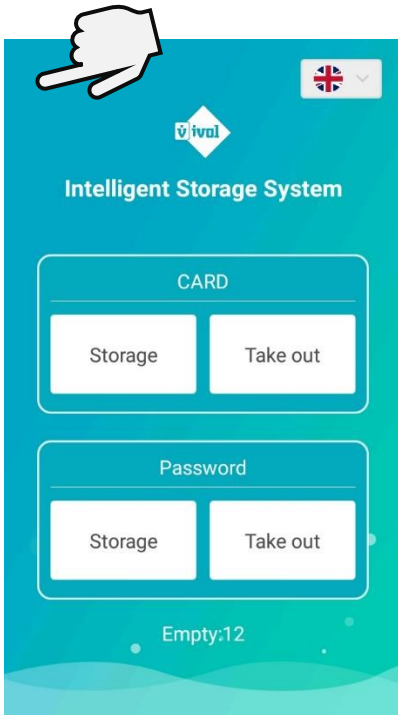 vival
Intelligent Storage System
CARD
Storage
Take out
Password
Storage
Take out
Empty:12